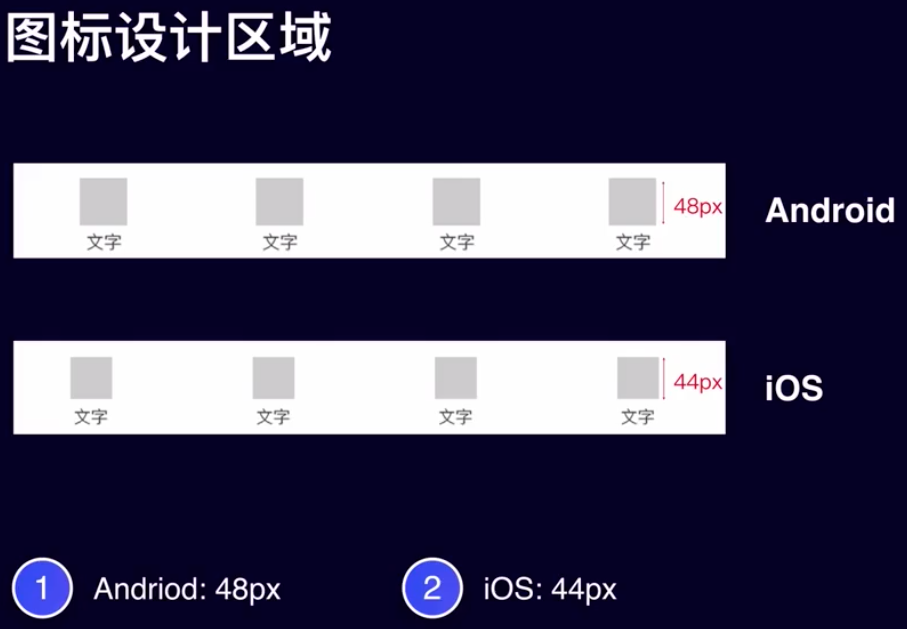 图标设计区域
48px
Android
文字 文字 文字 文字
44px
iOS
文字 文字 文字 文字
1 Andriod: 48px 2 iOS: 44px